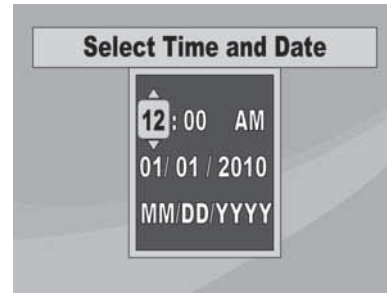 Select Time and Date
12 : 00 AM
01/ 01 / 2010
MM/DD/YYYY